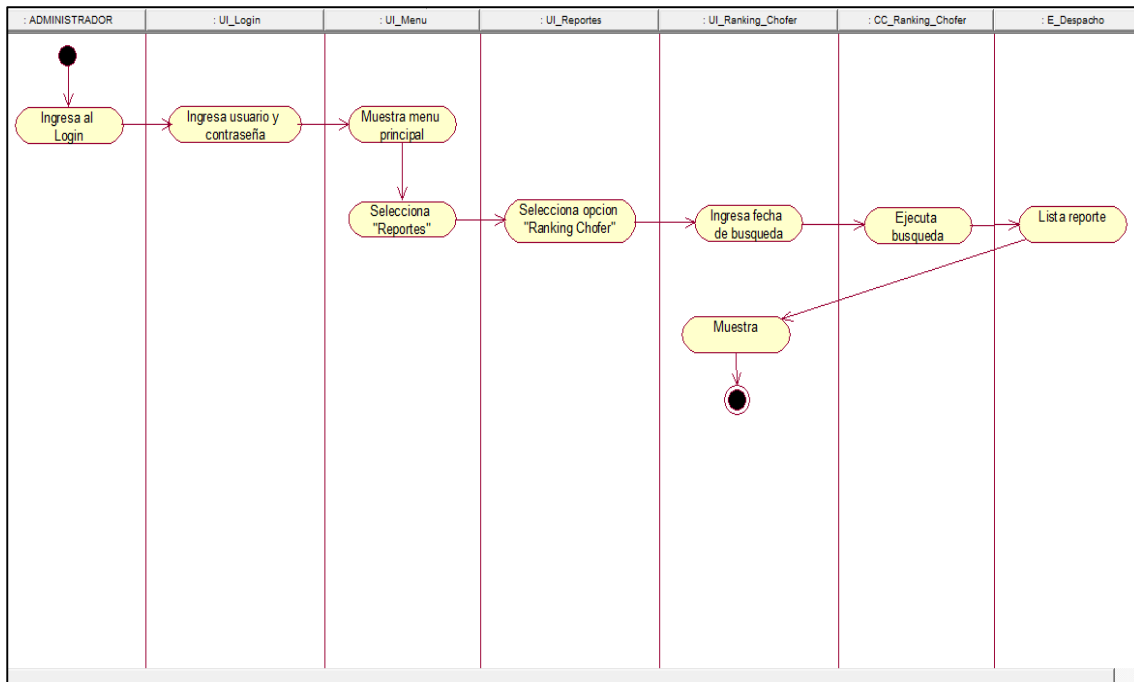 : ADMINISTRADOR
: UI_Login
: UI_Menu
: UI_Reportes
: UI_Ranking_Chofer
: CC_Ranking_Chofer
: E_Despacho
Ingresa al
Login
Ingresa usuario y
contraseña
Muestra menu
principal
Selecciona
"Reportes"
Selecciona opcion
"Ranking Chofer"
Ingresa fecha
de busqueda
Ejecuta
busqueda
Lista reporte
Muestra